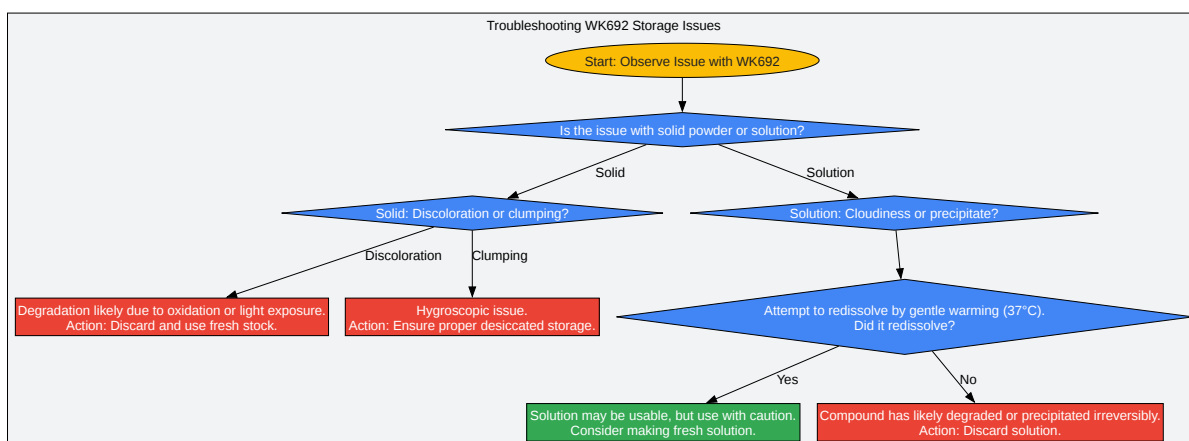 Troubleshooting WK692 Storage Issues
Start: Observe Issue with WK692
Is the issue with solid powder or solution?
Solid
Solution
Solid: Discoloration or clumping?
Solution: Cloudiness or precipitate?
Discoloration
Clumping
Degradation likely due to oxidation or light exposure.
Action: Discard and use fresh stock.
Hygroscopic issue.
Action: Ensure proper desiccated storage.
Attempt to redissolve by gentle warming (37°C).
Did it redissolve?
Yes
No
Solution may be usable, but use with caution.
Consider making fresh solution.
Compound has likely degraded or precipitated irreversibly.
Action: Discard solution.